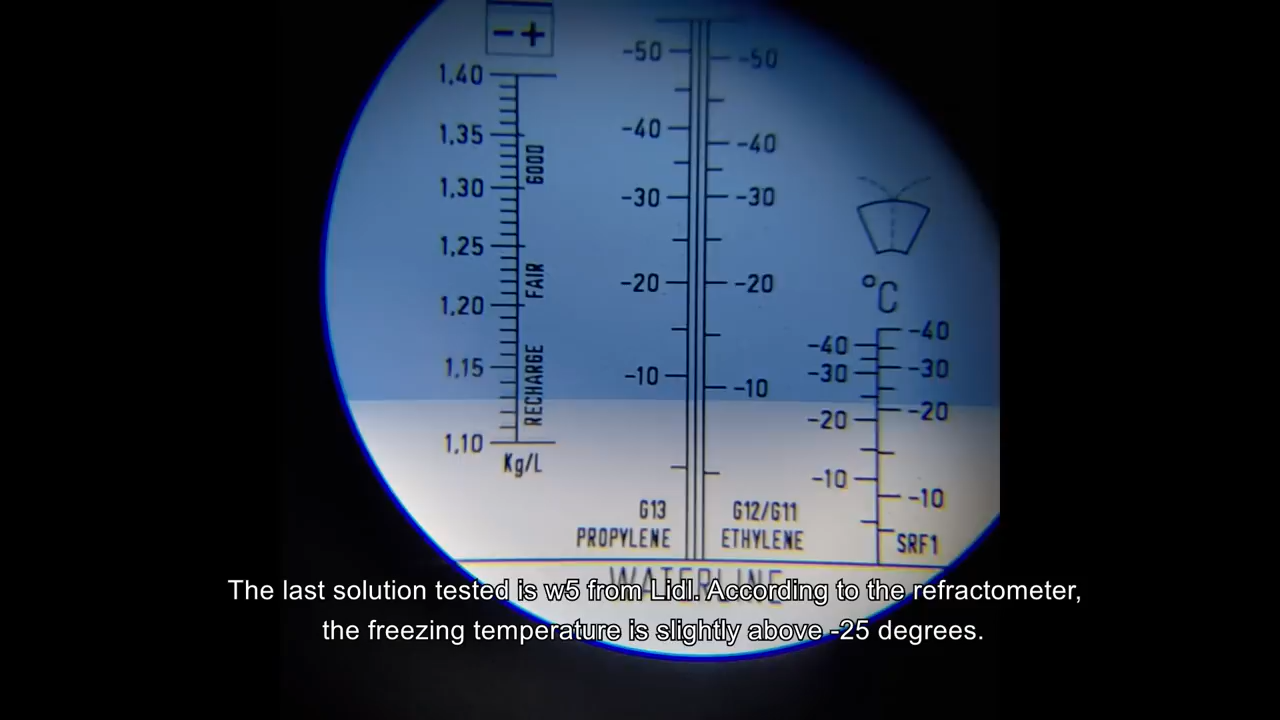 -+
-50 -50
1,40
-40 -40
1,35
6000
1,30 -30 -30
1,25
°C
FAIR -20 -20
1,20
-40 -40
RECHARGE
1,15 -10 -10 -30 -30
-20 -20
1,10
Kg/L -10 -10
G13 G12/G11
PROPYLENE ETHYLENE SRF1
WATERLINE
The last solution tested is w5 from Lidl. According to the refractometer,
the freezing temperature is slightly above -25 degrees.